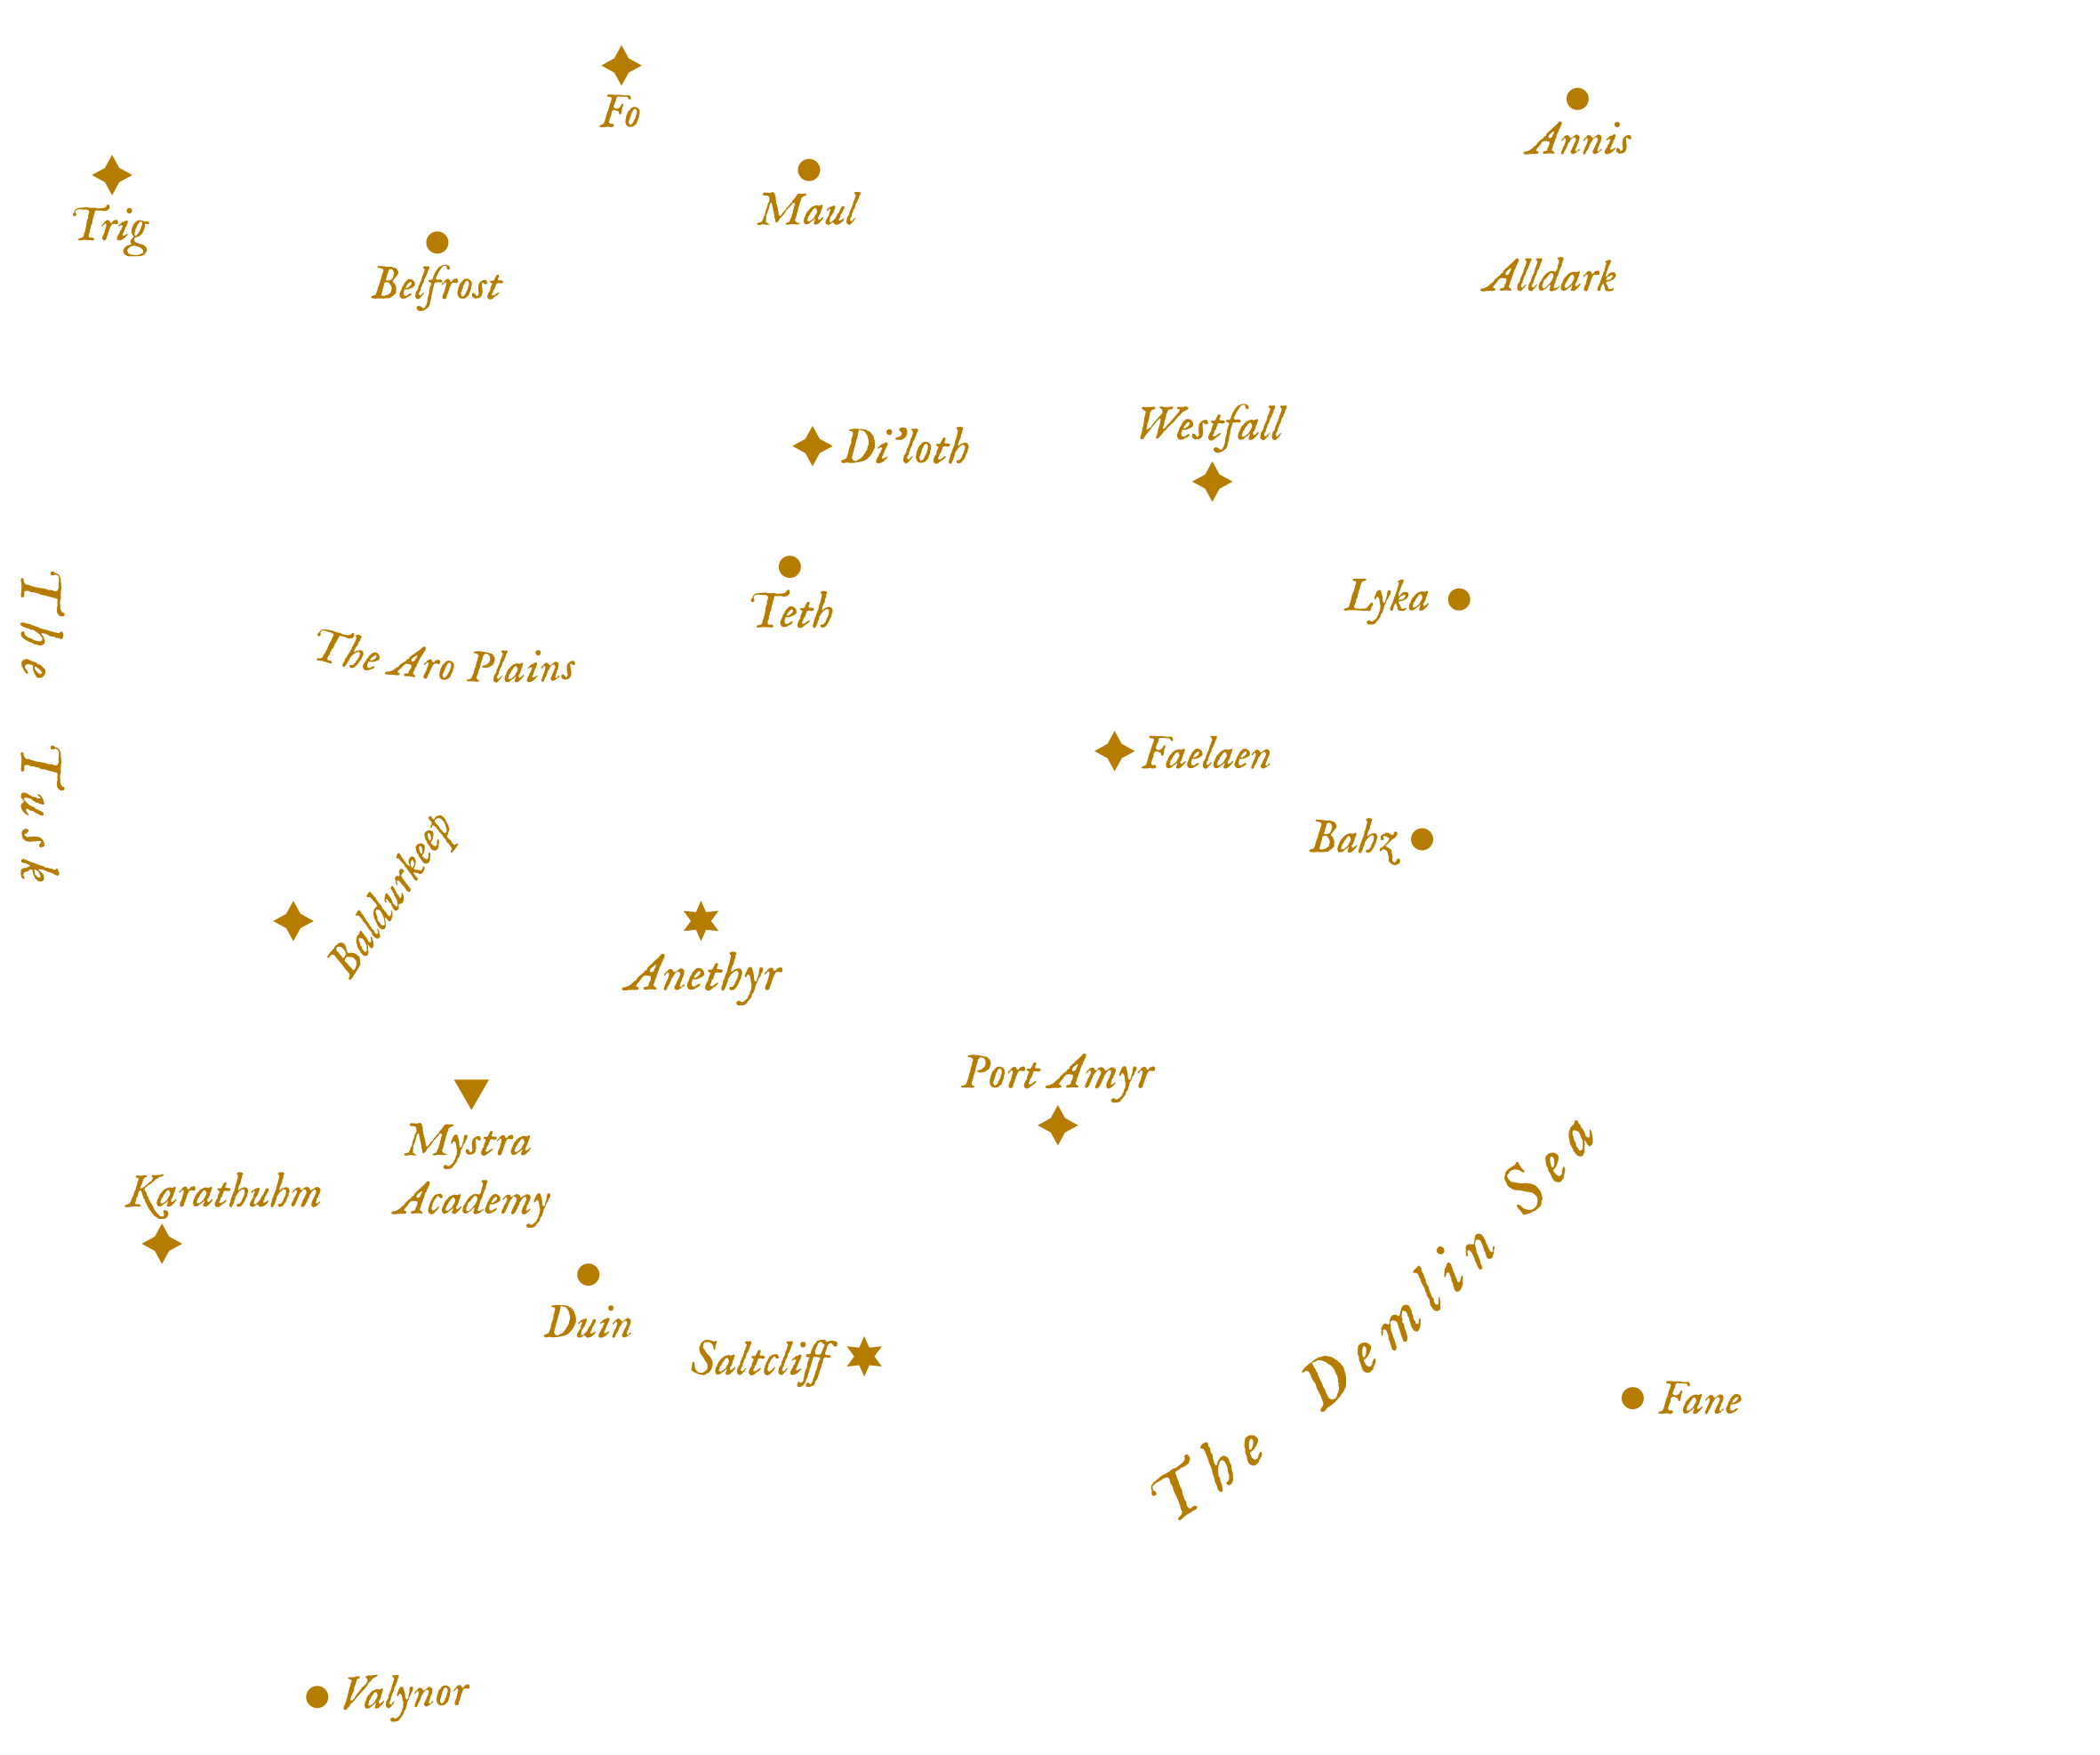 Fo
Annis
Trig
Maul
Belfrost
Alldark
Westfall
Di'loth
Lyka
Teth
The Aro Plains
The Tusk
Faelaen
Bahz
Baldurkeep
Anethyr
Port Amyr
Mystra
Academy
Karathuhm
Duin
Saltcliff
The Demlin Sea
Fane
Valynor